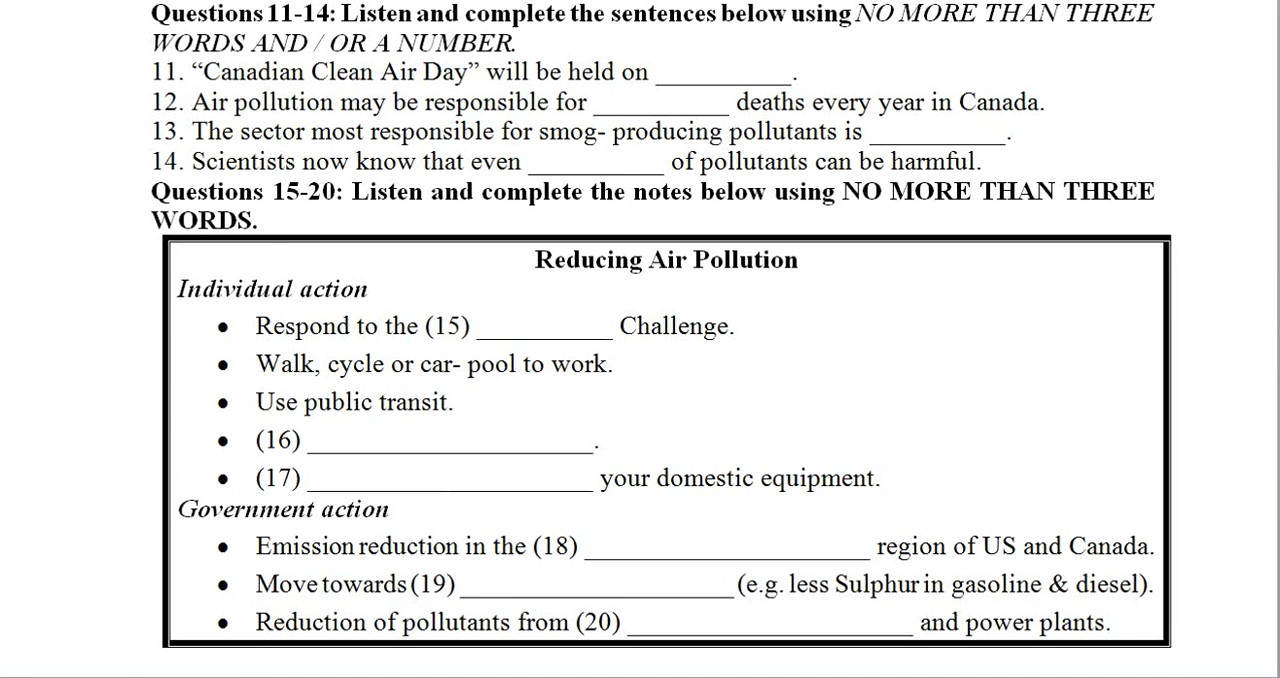 Questions 11-14: Listen and complete the sentences below using NO MORE THAN THREE
WORDS AND / OR A NUMBER.
11. “Canadian Clean Air Day” will be held on __________.
12. Air pollution may be responsible for __________ deaths every year in Canada.
13. The sector most responsible for smog- producing pollutants is __________.
14. Scientists now know that even __________ of pollutants can be harmful.
Questions 15-20: Listen and complete the notes below using NO MORE THAN THREE
WORDS.
Reducing Air Pollution
Individual action
• Respond to the (15) __________ Challenge.
• Walk, cycle or car- pool to work.
• Use public transit.
• (16) _____________________.
• (17) _____________________ your domestic equipment.
Government action
• Emission reduction in the (18) _____________________ region of US and Canada.
• Move towards (19) ____________________ (e.g. less Sulphur in gasoline & diesel).
• Reduction of pollutants from (20) _____________________ and power plants.